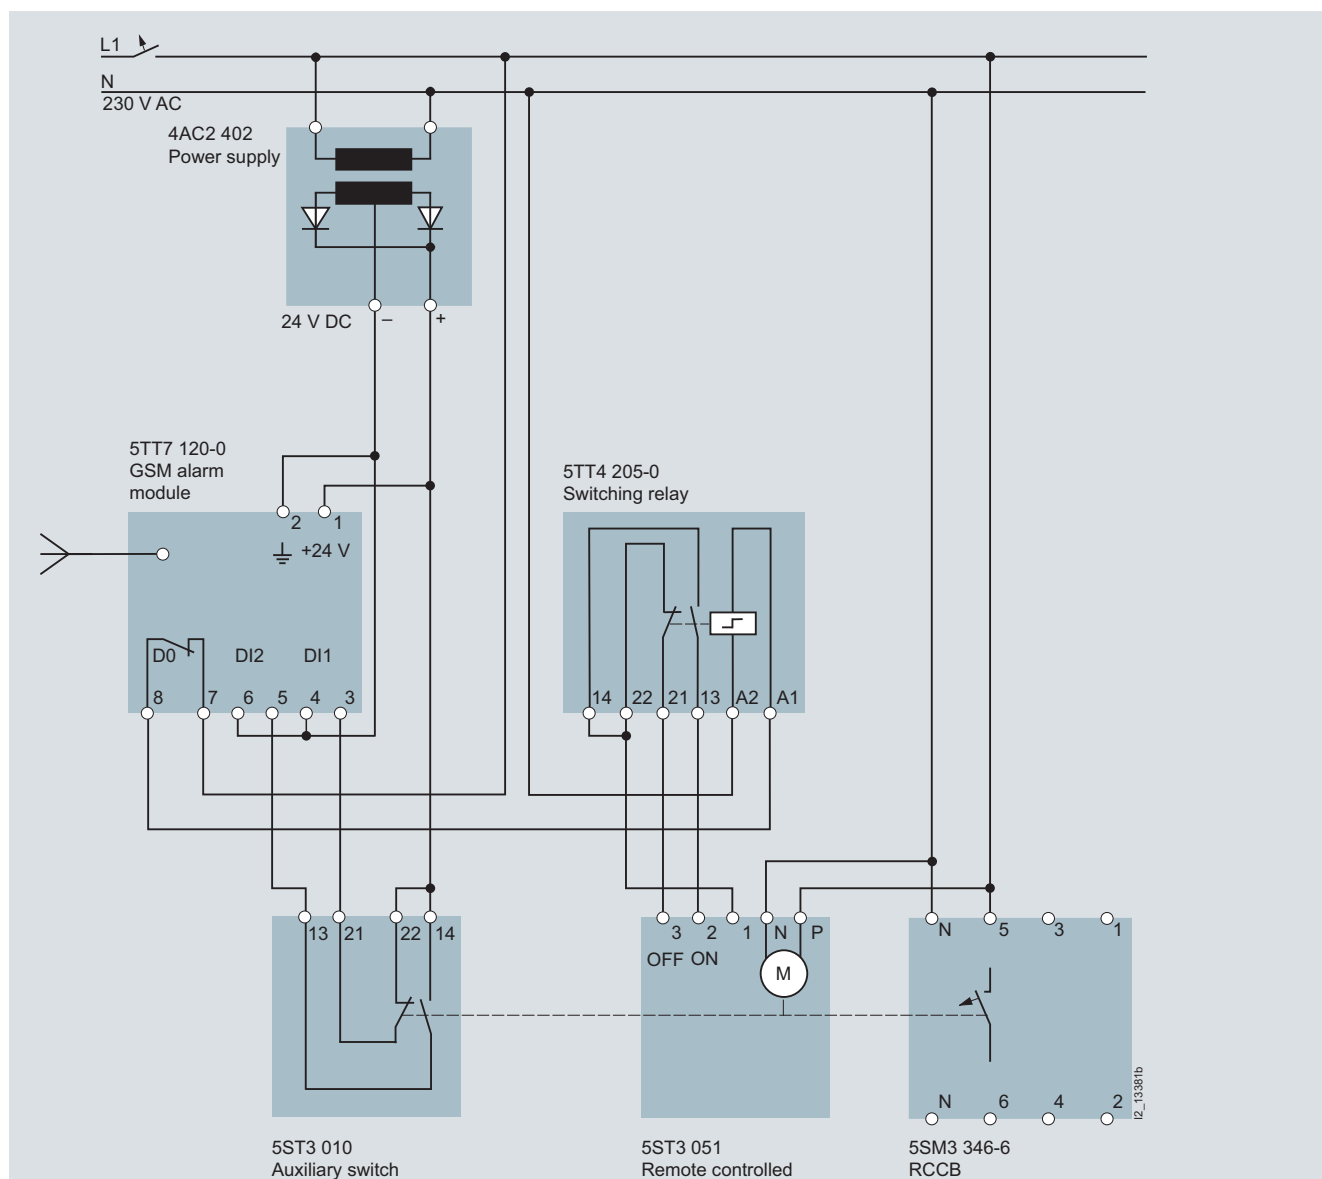 L1
N
230 V AC
4AC2 402
Power supply
24 V DC – +
5TT7 120-0
GSM alarm
module
2 1
+24 V
D0 DI2 DI1
8 7 6 5 4 3
5TT4 205-0
Switching relay
14 22 21 13 A2 A1
13 21 22 14
5ST3 010
Auxiliary switch
3 2 1 N P
OFF ON
M
5ST3 051
Remote controlled
N 5 3 1
N 6 4 2
I2_13381b
5SM3 346-6
RCCB